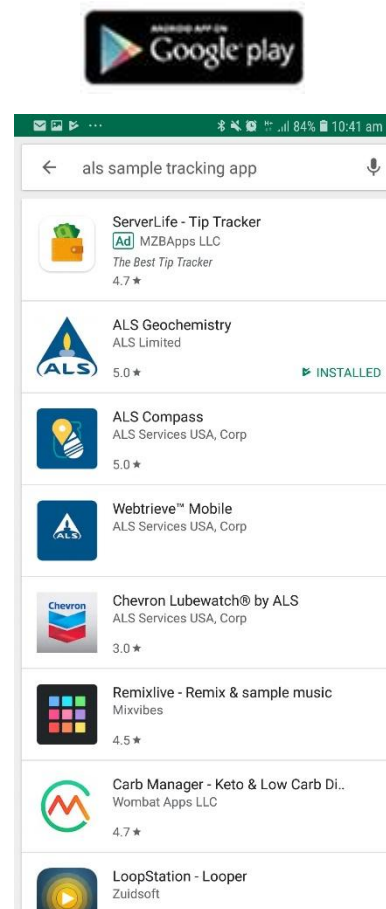 ANDROID APP ON
Google play
84% 10:41 am
als sample tracking app
ServerLife - Tip Tracker
Ad MZBApps LLC
The Best Tip Tracker
4.7 ★
ALS Geochemistry
ALS Limited
ALS
5.0 ★ INSTALLED
ALS Compass
ALS Services USA, Corp
5.0 ★
Webtrieve™ Mobile
ALS Services USA, Corp
ALS
Chevron Lubewatch® by ALS
Chevron
ALS Services USA, Corp
3.0 ★
Remixlive - Remix & sample music
Mixvibes
4.5 ★
Carb Manager - Keto & Low Carb Di..
Wombat Apps LLC
4.7 ★
LoopStation - Looper
Zuidsoft